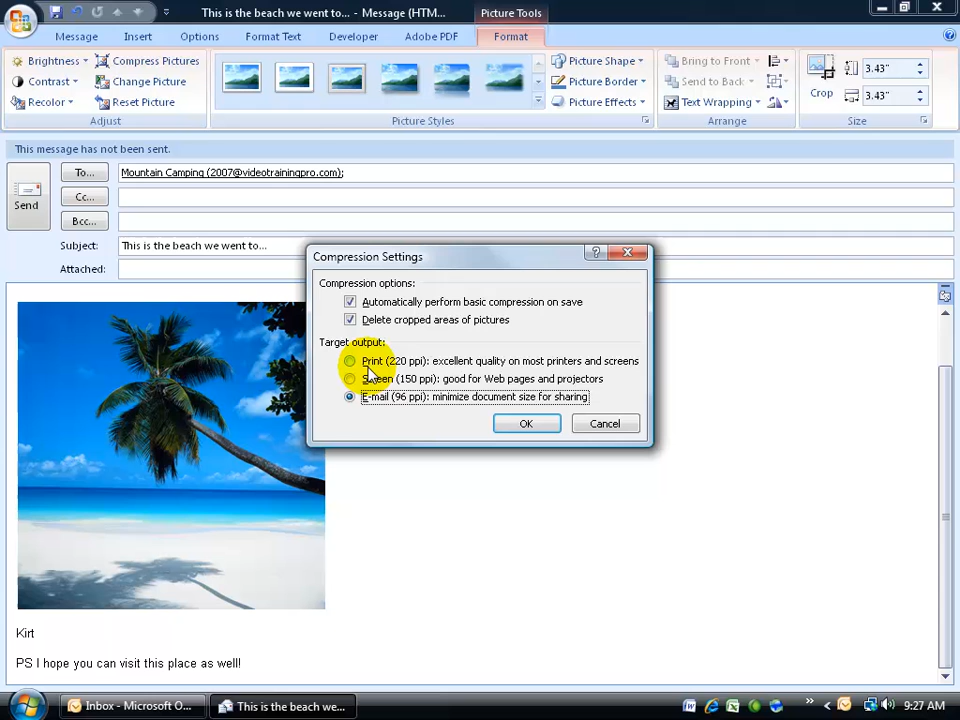 This is the beach we went to... - Message (HTM...
Picture Tools
Message
Insert
Options
Format Text
Developer
Adobe PDF
Format
Brightness
Compress Pictures
Contrast
Change Picture
Recolor
Reset Picture
Adjust
Picture Styles
Picture Shape
Picture Border
Picture Effects
Bring to Front
Send to Back
Text Wrapping
Arrange
Crop
3.43"
3.43"
Size
This message has not been sent.
Send
To...
Mountain Camping (2007@videotrainingpro.com);
Cc...
Bcc...
Subject:
This is the beach we went to...
Attached:
Compression Settings
Compression options:
Automatically perform basic compression on save
Delete cropped areas of pictures
Target output:
Print (220 ppi): excellent quality on most printers and screens
Screen (150 ppi): good for Web pages and projectors
E-mail (96 ppi): minimize document size for sharing
OK
Cancel
Kirt
PS I hope you can visit this place as well!
Inbox - Microsoft O...
This is the beach we...
9:27 AM